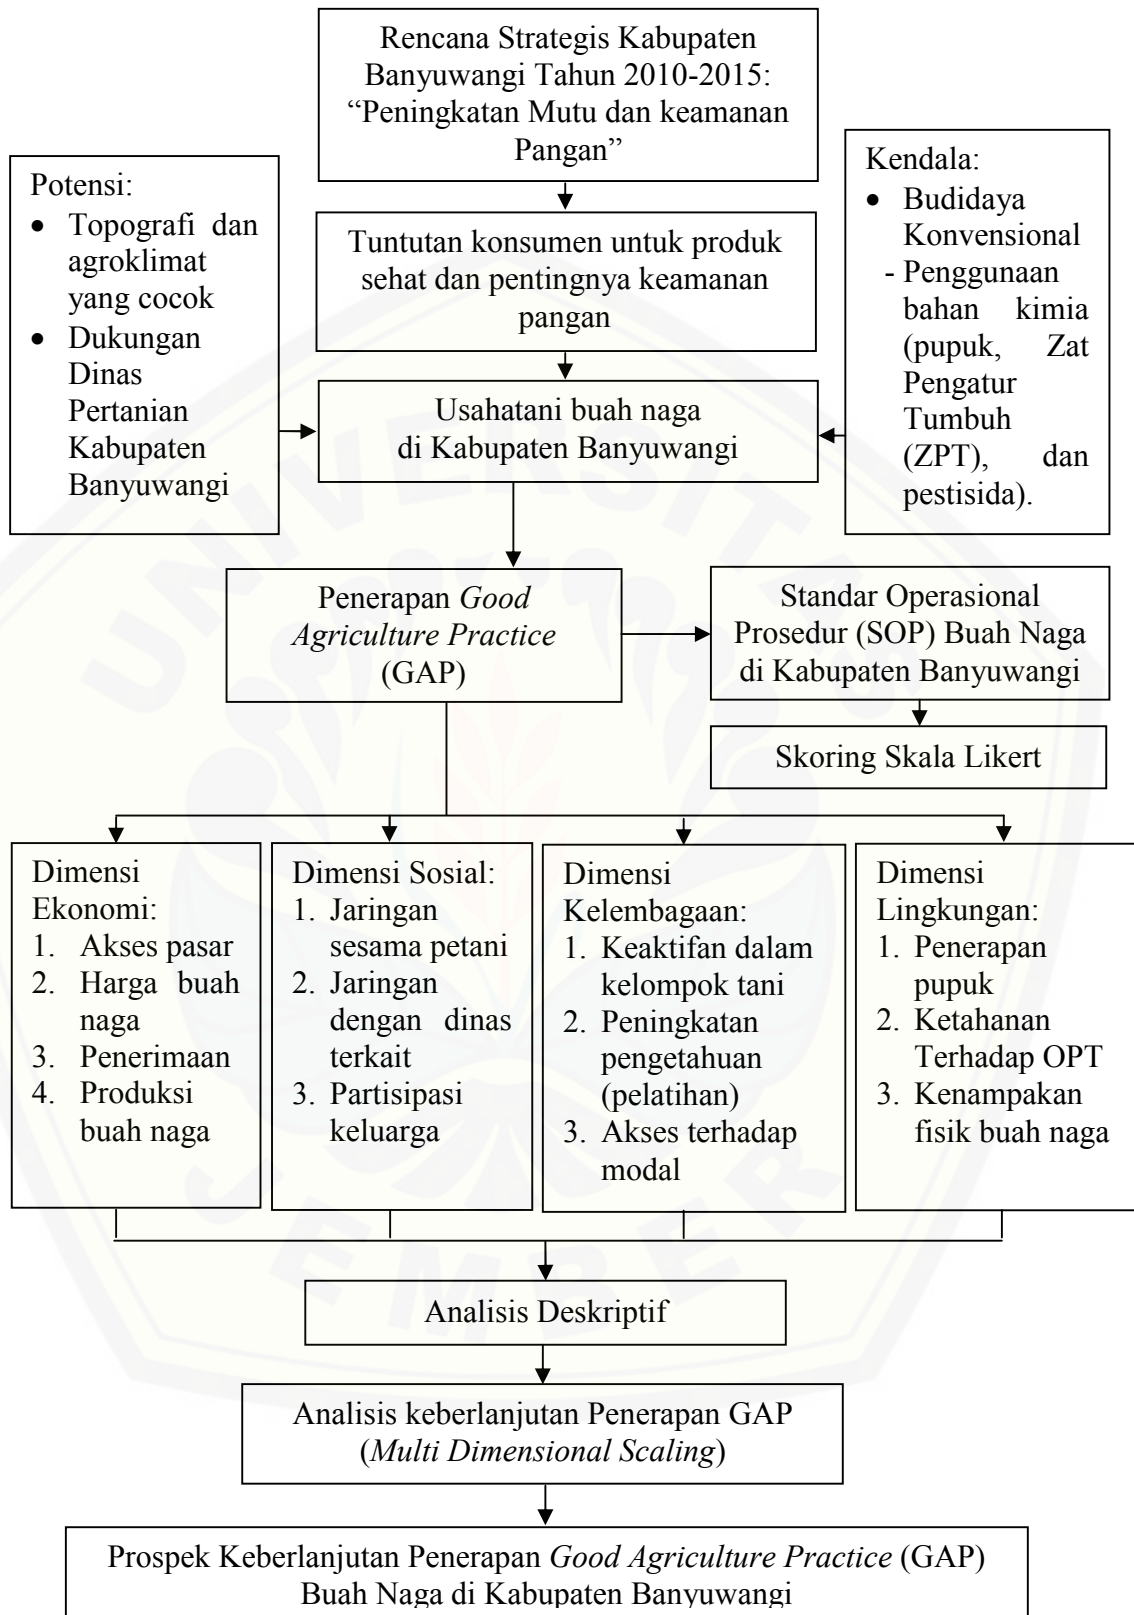 Rencana Strategis Kabupaten
Banyuwangi Tahun 2010-2015:
“Peningkatan Mutu dan keamanan
Pangan”
Potensi:
• Topografi dan
agroklimat
yang cocok
• Dukungan
Dinas
Pertanian
Kabupaten
Banyuwangi
Tuntutan konsumen untuk produk
sehat dan pentingnya keamanan
pangan
Kendala:
• Budidaya
Konvensional
- Penggunaan
bahan kimia
(pupuk, Zat
Pengatur
Tumbuh
(ZPT), dan
pestisida).
Usahatani buah naga
di Kabupaten Banyuwangi
Penerapan Good
Agriculture Practice
(GAP)
Standar Operasional
Prosedur (SOP) Buah Naga
di Kabupaten Banyuwangi
Skoring Skala Likert
Dimensi
Ekonomi:
1. Akses pasar
2. Harga buah
naga
3. Penerimaan
4. Produksi
buah naga
Dimensi Sosial:
1. Jaringan
sesama petani
2. Jaringan
dengan dinas
terkait
3. Partisipasi
keluarga
Dimensi
Kelembagaan:
1. Keaktifan dalam
kelompok tani
2. Peningkatan
pengetahuan
(pelatihan)
3. Akses terhadap
modal
Dimensi
Lingkungan:
1. Penerapan
pupuk
2. Ketahanan
Terhadap OPT
3. Kenampakan
fisik buah naga
Analisis Deskriptif
Analisis keberlanjutan Penerapan GAP
(Multi Dimensional Scaling)
Prospek Keberlanjutan Penerapan Good Agriculture Practice (GAP)
Buah Naga di Kabupaten Banyuwangi
UNIVERSITAS
JEMBER